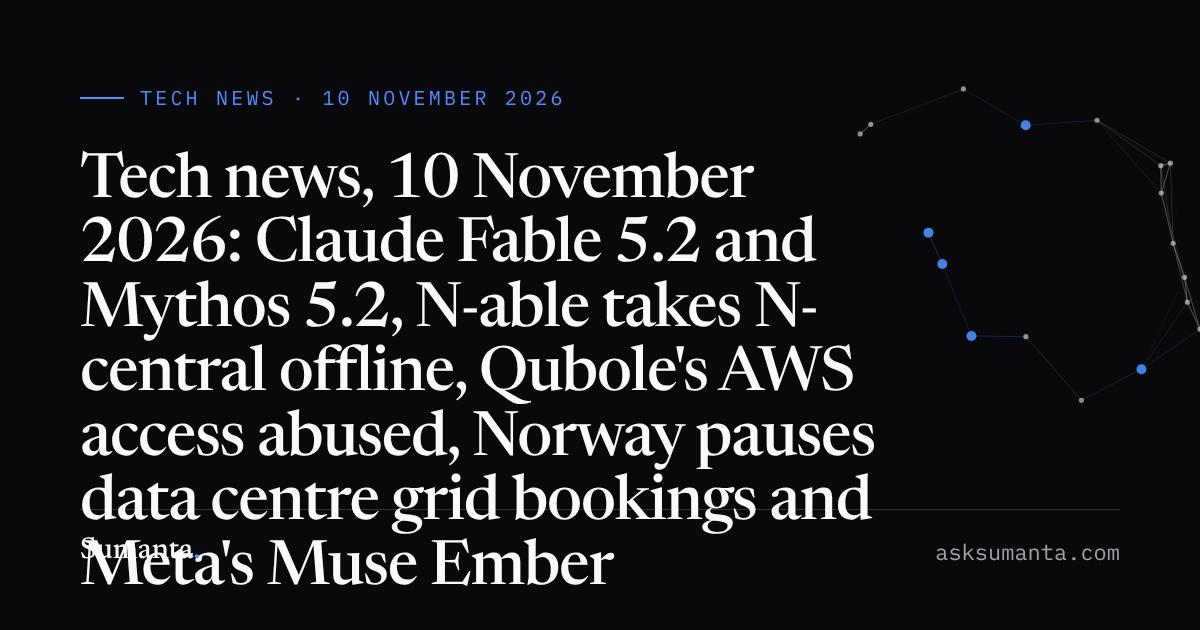 TECH NEWS · 10 NOVEMBER 2026
Tech news, 10 November
2026: Claude Fable 5.2 and
Mythos 5.2, N-able takes N-
central offline, Qubole's AWS
access abused, Norway pauses
data centre grid bookings and
Sumanta.
Meta's Muse Ember
asksumanta.com